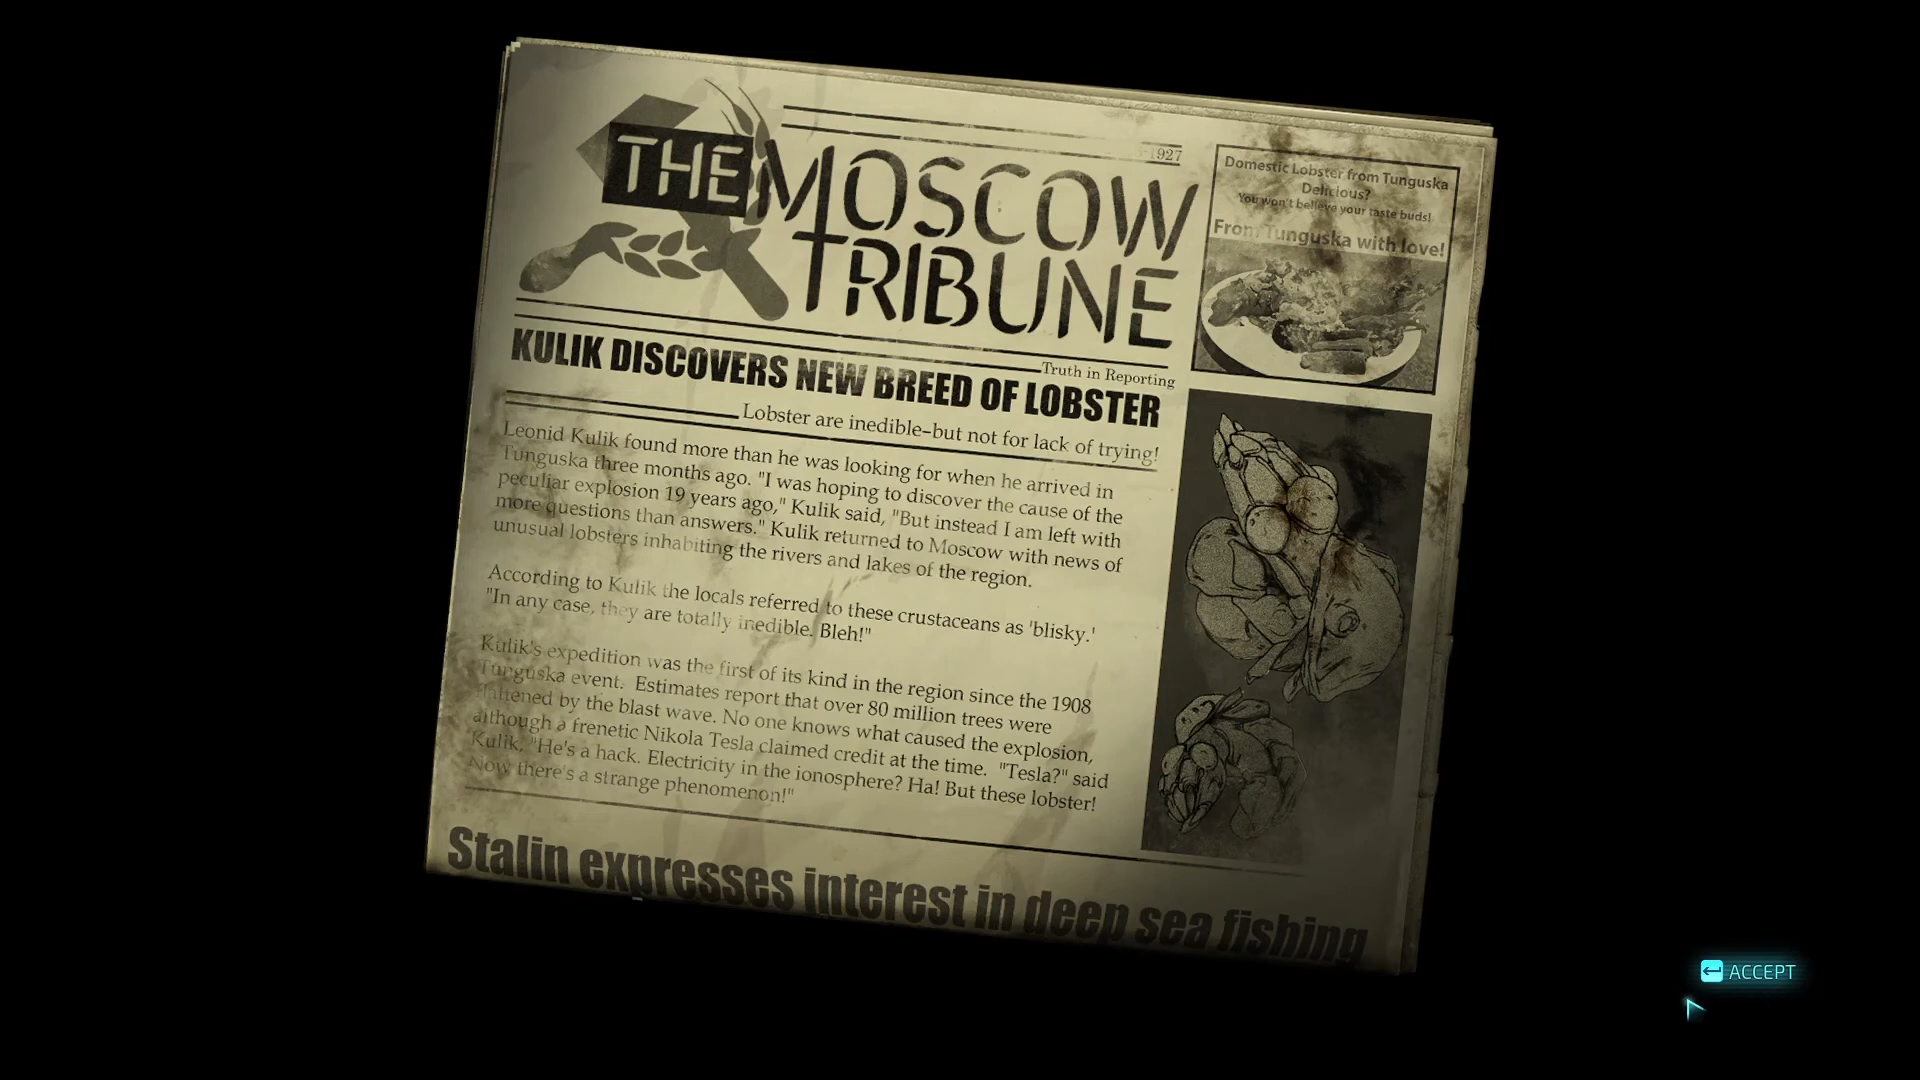 THE MOSCOW
TRIBUNE
1927
Truth in Reporting
KULIK DISCOVERS NEW BREED OF LOBSTER
Lobster are inedible-but not for lack of trying!
Leonid Kulik found more than he was looking for when he arrived in
Tunguska three months ago. "I was hoping to discover the cause of the
peculiar explosion 19 years ago," Kulik said, "But instead I am left with
more questions than answers." Kulik returned to Moscow with news of
unusual lobsters inhabiting the rivers and lakes of the region.
According to Kulik the locals referred to these crustaceans as 'blisky.'
"In any case, they are totally inedible. Bleh!"
Kulik's expedition was the first of its kind in the region since the 1908
Tunguska event. Estimates report that over 80 million trees were
flattened by the blast wave. No one knows what caused the explosion,
although a frenetic Nikola Tesla claimed credit at the time. "Tesla?" said
Kulik, "He's a hack. Electricity in the ionosphere? Ha! But these lobster!
Now there's a strange phenomenon!"
Stalin expresses interest in deep sea fishing
Domestic Lobster from Tunguska
Delicious?
You won't believe your taste buds!
From Tunguska with love!
ACCEPT